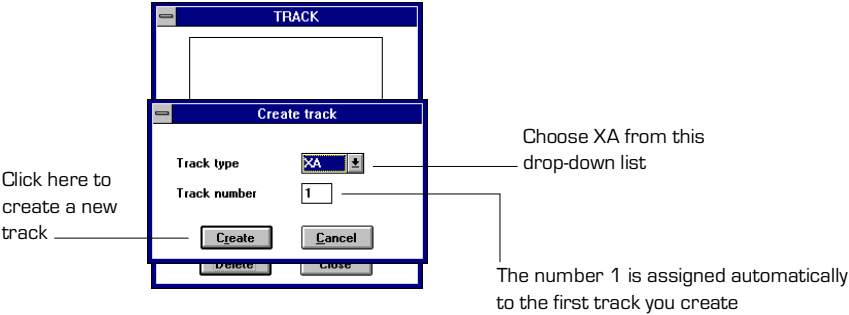 TRACK
Create track
Track type
XA
Track number
1
Create
Cancel
Delete
Close
Choose XA from this
drop-down list
Click here to
create a new
track
The number 1 is assigned automatically
to the first track you create